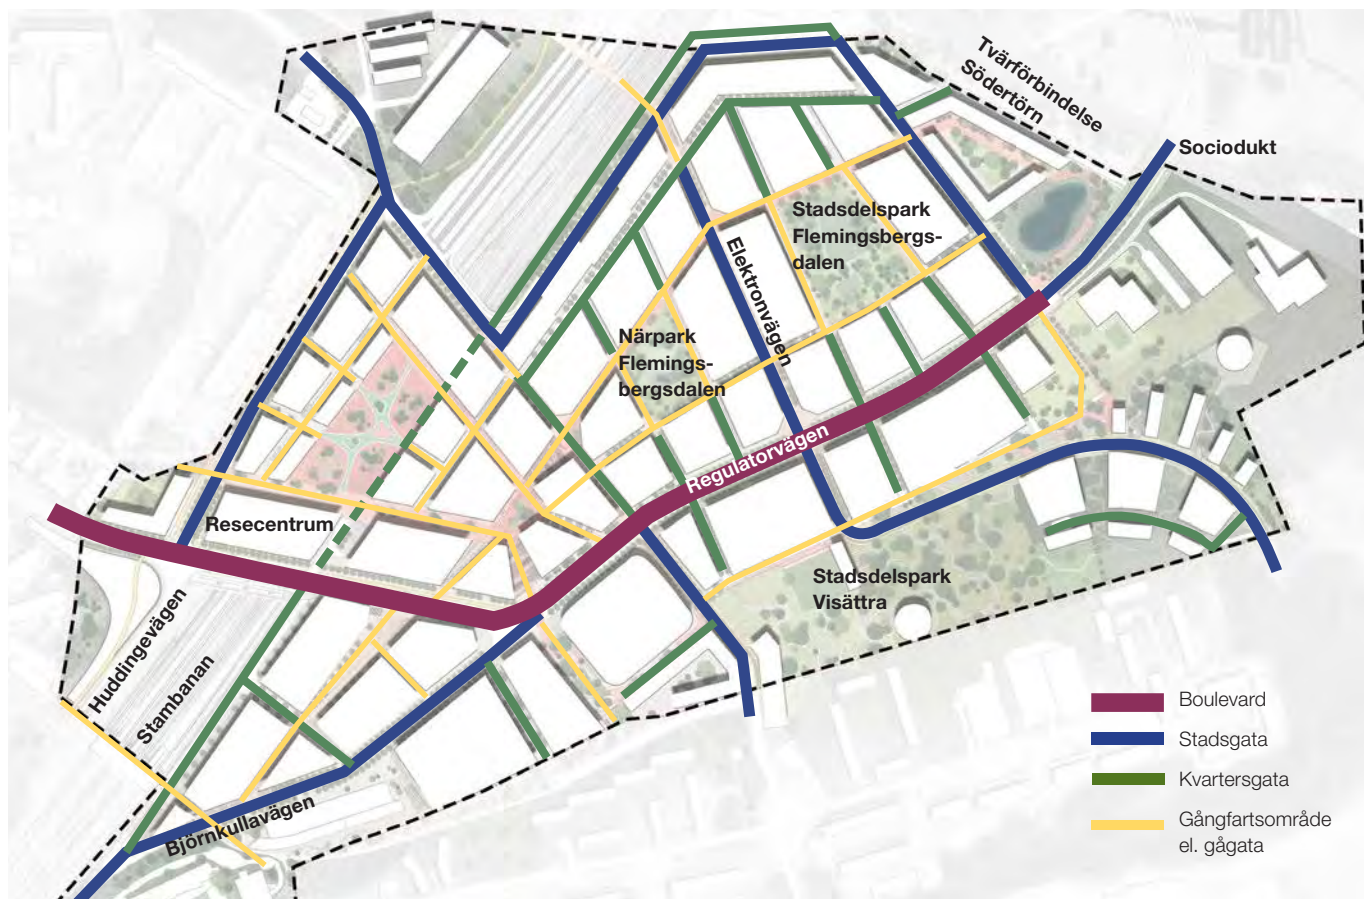 Tvärförbindelse
Södertörn
Sociodukt
Stadsdelspark
Flemingsbergs-
dalen
Elektronvägen
Närpark
Flemings-
bergsdalen
Regulatorvägen
Resecentrum
Stadsdelspark
Visättra
Huddingevägen
Stambanan
Björnkullavägen
Boulevard
Stadsgata
Kvartersgata
Gångfartsområde
el. gågata